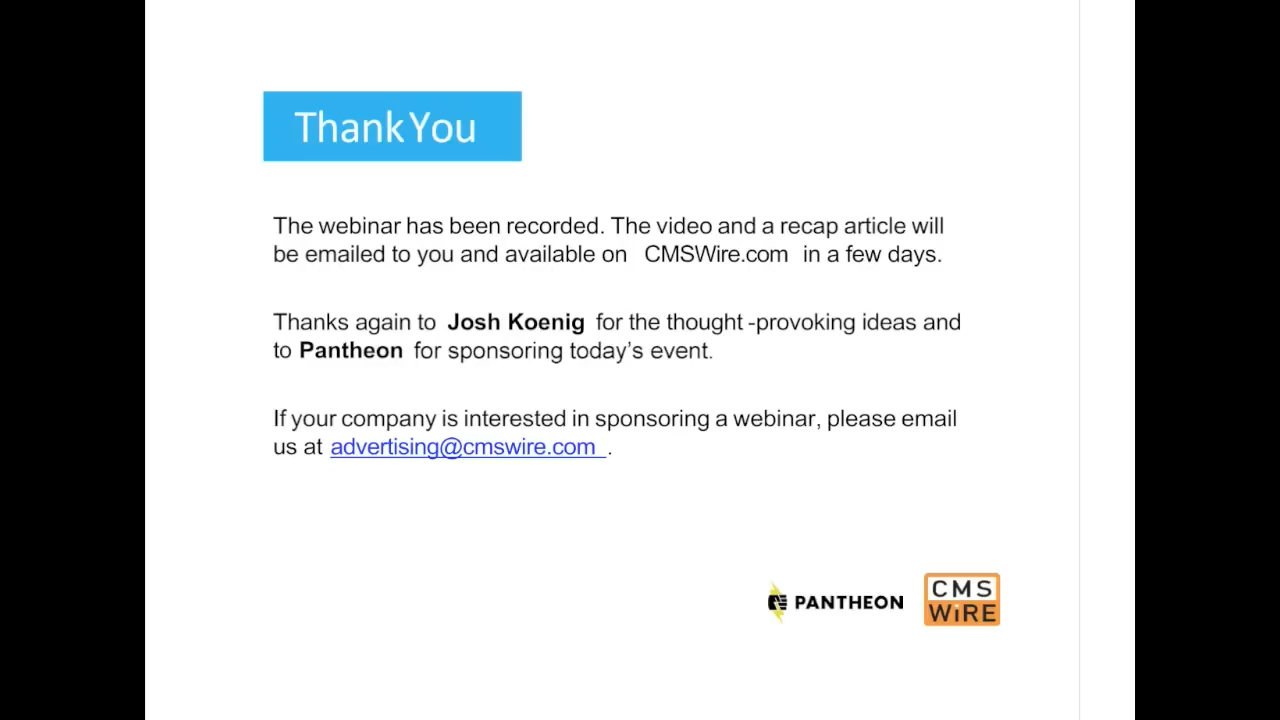 Thank You
The webinar has been recorded. The video and a recap article will
be emailed to you and available on CMSWire.com in a few days.
Thanks again to Josh Koenig for the thought -provoking ideas and
to Pantheon for sponsoring today’s event.
If your company is interested in sponsoring a webinar, please email
us at advertising@cmswire.com .
PANTHEON
CMS
WiRE